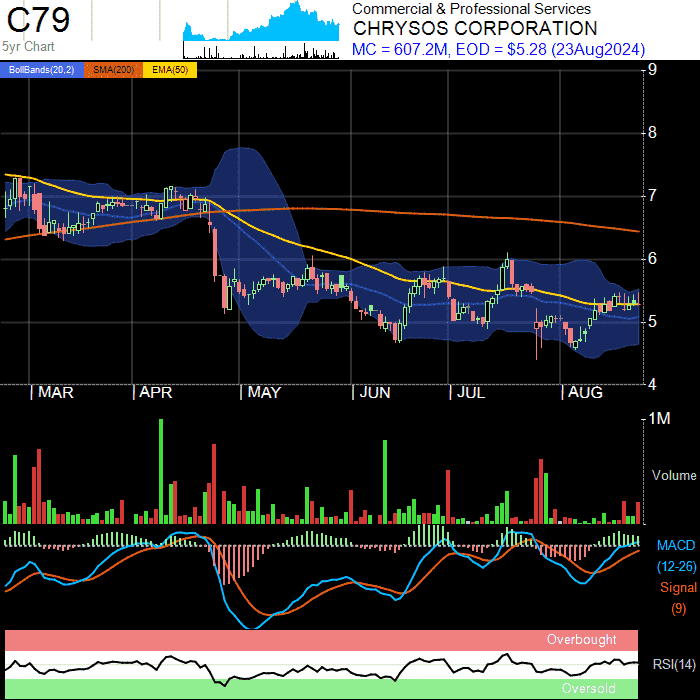 C79
5yr Chart
Commercial & Professional Services
CHRYSOS CORPORATION
MC = 607.2M, EOD = $5.28 (23Aug2024)
BollBands(20,2) SMA(200) EMA(50)
9
8
7
6
5
4
| MAR | APR | MAY | JUN | JUL | AUG
1M
Volume
MACD
(12-26)
Signal
(9)
Overbought
RSI(14)
Oversold